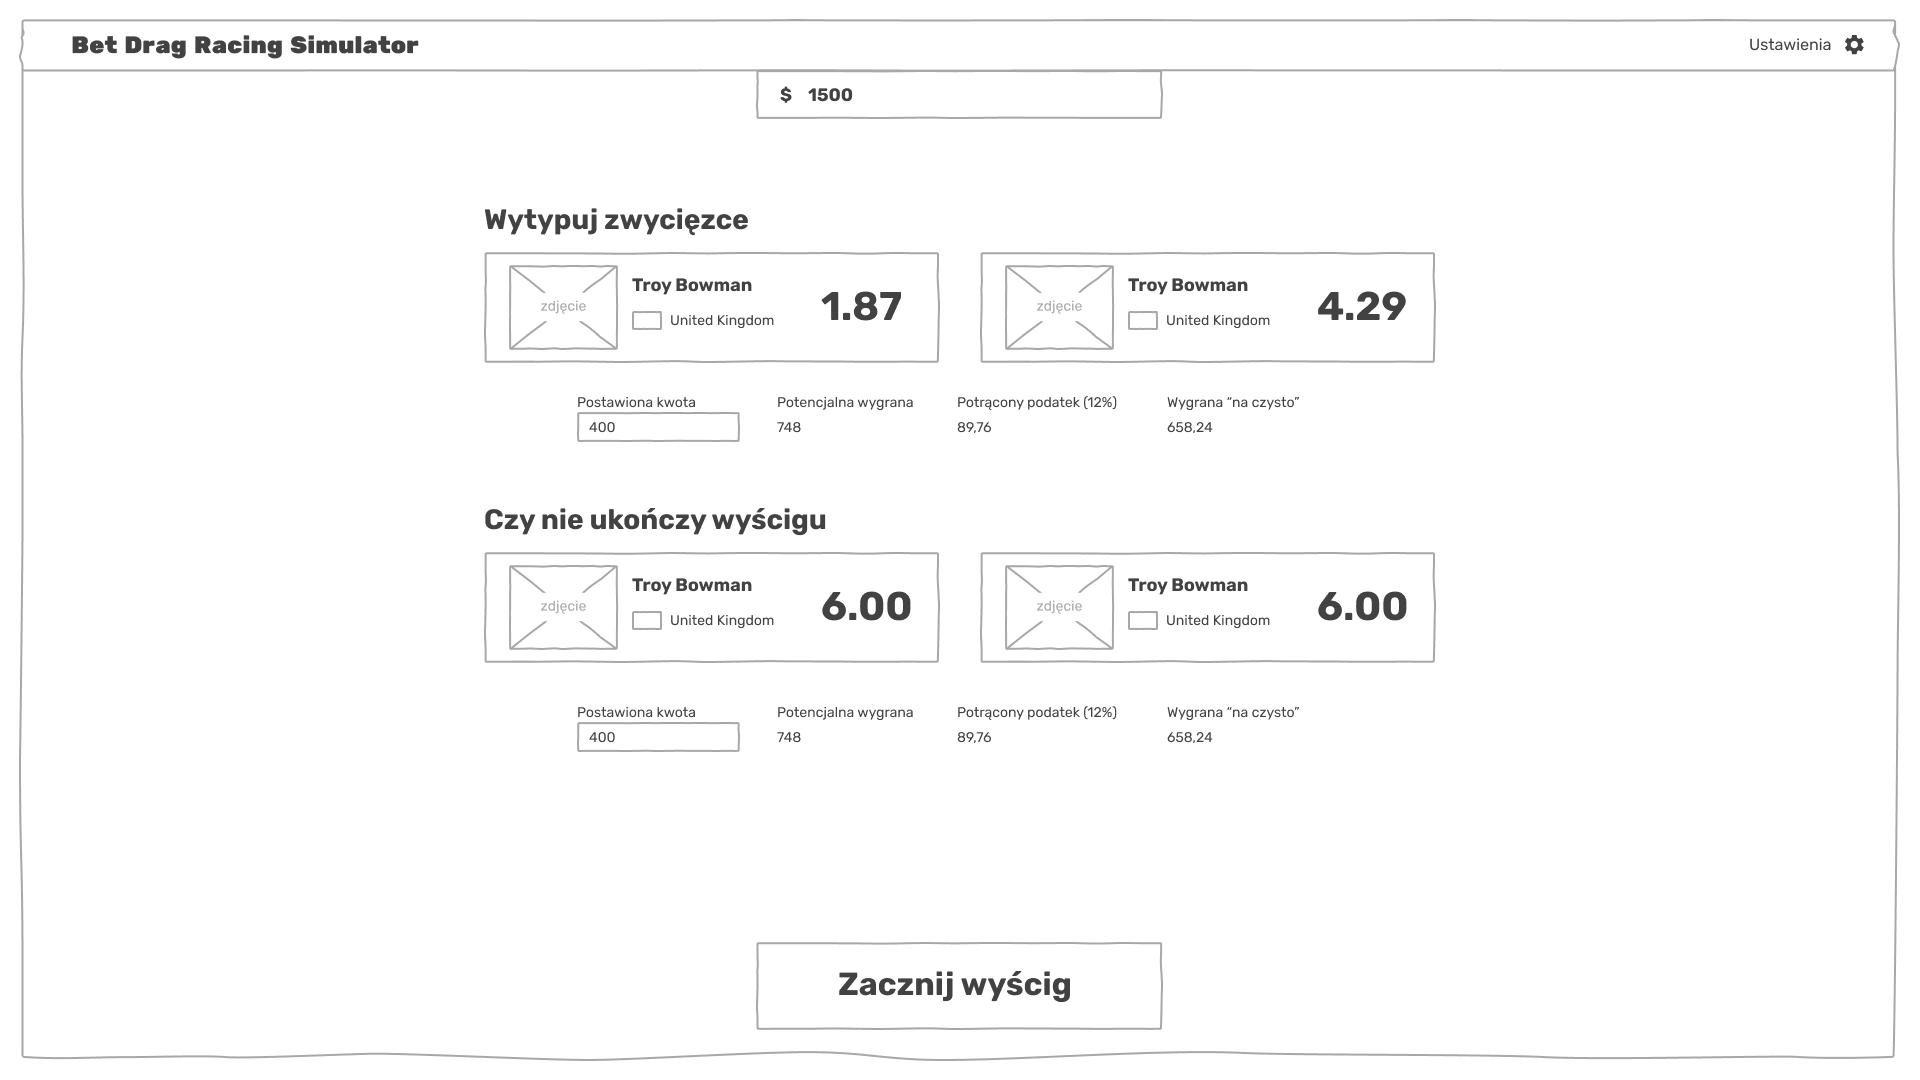 Bet Drag Racing Simulator
Ustawienia
$ 1500
Wytypuj zwycięzce
zdjęcie
Troy Bowman
United Kingdom
1.87
zdjęcie
Troy Bowman
United Kingdom
4.29
Postawiona kwota
400
Potencjalna wygrana
748
Potrącony podatek (12%)
89,76
Wygrana “na czysto”
658,24
Czy nie ukończy wyścigu
zdjęcie
Troy Bowman
United Kingdom
6.00
zdjęcie
Troy Bowman
United Kingdom
6.00
Postawiona kwota
400
Potencjalna wygrana
748
Potrącony podatek (12%)
89,76
Wygrana “na czysto”
658,24
Zacznij wyścig